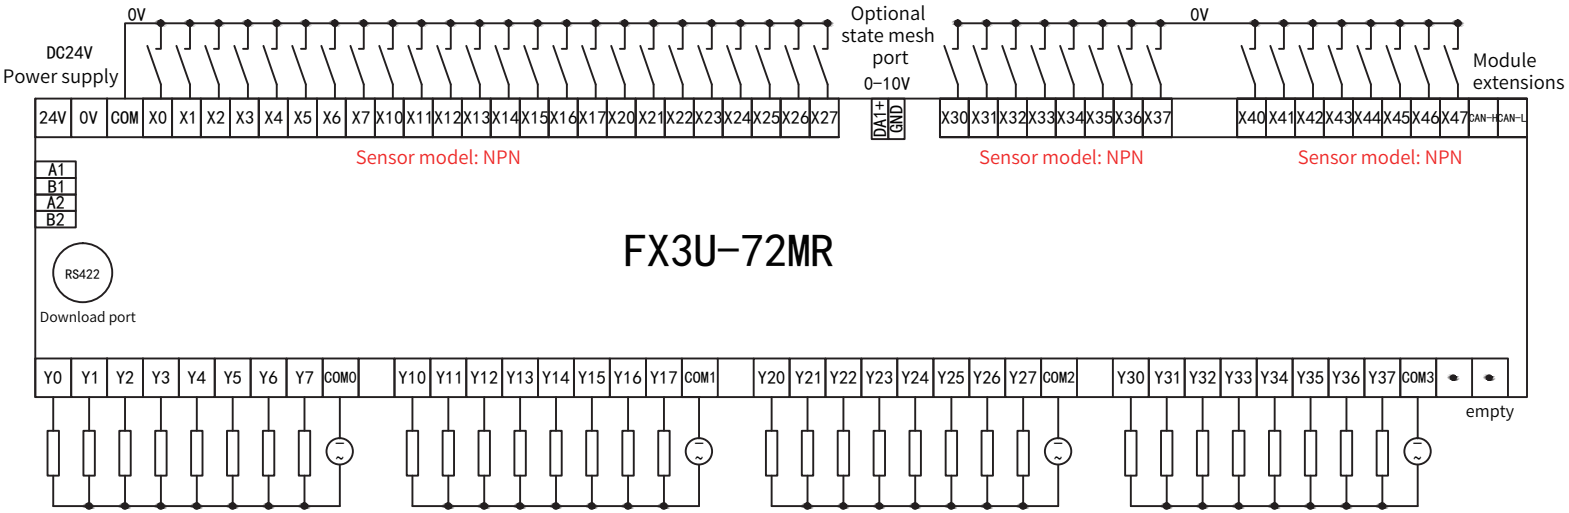 0V
DC24V
Power supply
Optional
state mesh
port
0-10V
0V
Module
extensions
24V 0V COM X0 X1 X2 X3 X4 X5 X6 X7 X10 X11 X12 X13 X14 X15 X16 X17 X20 X21 X22 X23 X24 X25 X26 X27
DA1+
GND
X30 X31 X32 X33 X34 X35 X36 X37
X40 X41 X42 X43 X44 X45 X46 X47 CAN-H CAN-L
Sensor model: NPN
Sensor model: NPN
Sensor model: NPN
A1
B1
A2
B2
FX3U-72MR
RS422
Download port
Y0 Y1 Y2 Y3 Y4 Y5 Y6 Y7 COM0 Y10 Y11 Y12 Y13 Y14 Y15 Y16 Y17 COM1 Y20 Y21 Y22 Y23 Y24 Y25 Y26 Y27 COM2 Y30 Y31 Y32 Y33 Y34 Y35 Y36 Y37 COM3
empty